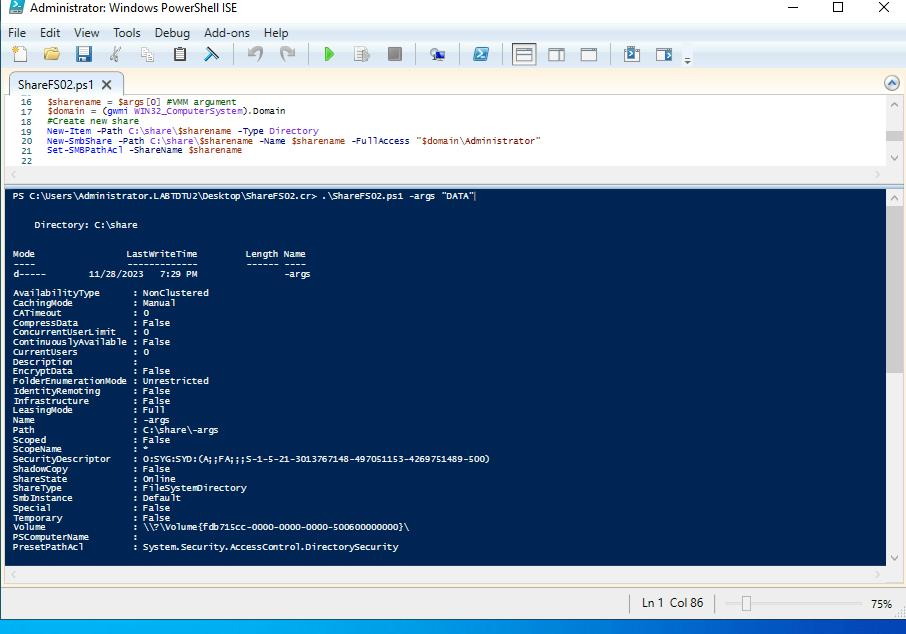 Administrator: Windows PowerShell ISE
File Edit View Tools Debug Add-ons Help
ShareFS02.ps1
16 $sharename = $args[0] #VMM argument
17 $domain = (gwmi WIN32_ComputerSystem).Domain
18 #Create new share
19 New-Item -Path C:\share\$sharename -Type Directory
20 New-SmbShare -Path C:\share\$sharename -Name $sharename -FullAccess "$domain\Administrator"
21 Set-SMBPathAcl -ShareName $sharename
22
PS C:\Users\Administrator.LABTDTU2\Desktop\ShareFS02.cr> .\ShareFS02.ps1 -args "DATA"
Directory: C:\share
Mode LastWriteTime Length Name
---- ------------- ------ ----
d----- 11/28/2023 7:29 PM -args
AvailabilityType : NonClustered
CachingMode : Manual
CATimeout : 0
CompressData : False
ConcurrentUserLimit : 0
ContinuouslyAvailable : False
CurrentUsers : 0
Description :
EncryptData : False
FolderEnumerationMode : Unrestricted
IdentityRemoting : False
Infrastructure : False
LeasingMode : Full
Name : -args
Path : C:\share\-args
Scoped : False
ScopeName : *
SecurityDescriptor : O:SYG:SYD:(A;;FA;;;S-1-5-21-3013767148-497051153-4269751489-500)
ShadowCopy : False
ShareState : Online
ShareType : FileSystemDirectory
SmbInstance : Default
Special : False
Temporary : False
Volume : \\?\Volume{fdb715cc-0000-0000-0000-500600000000}\
PSComputerName :
PresetPathAcl : System.Security.AccessControl.DirectorySecurity
Ln 1 Col 86
75%